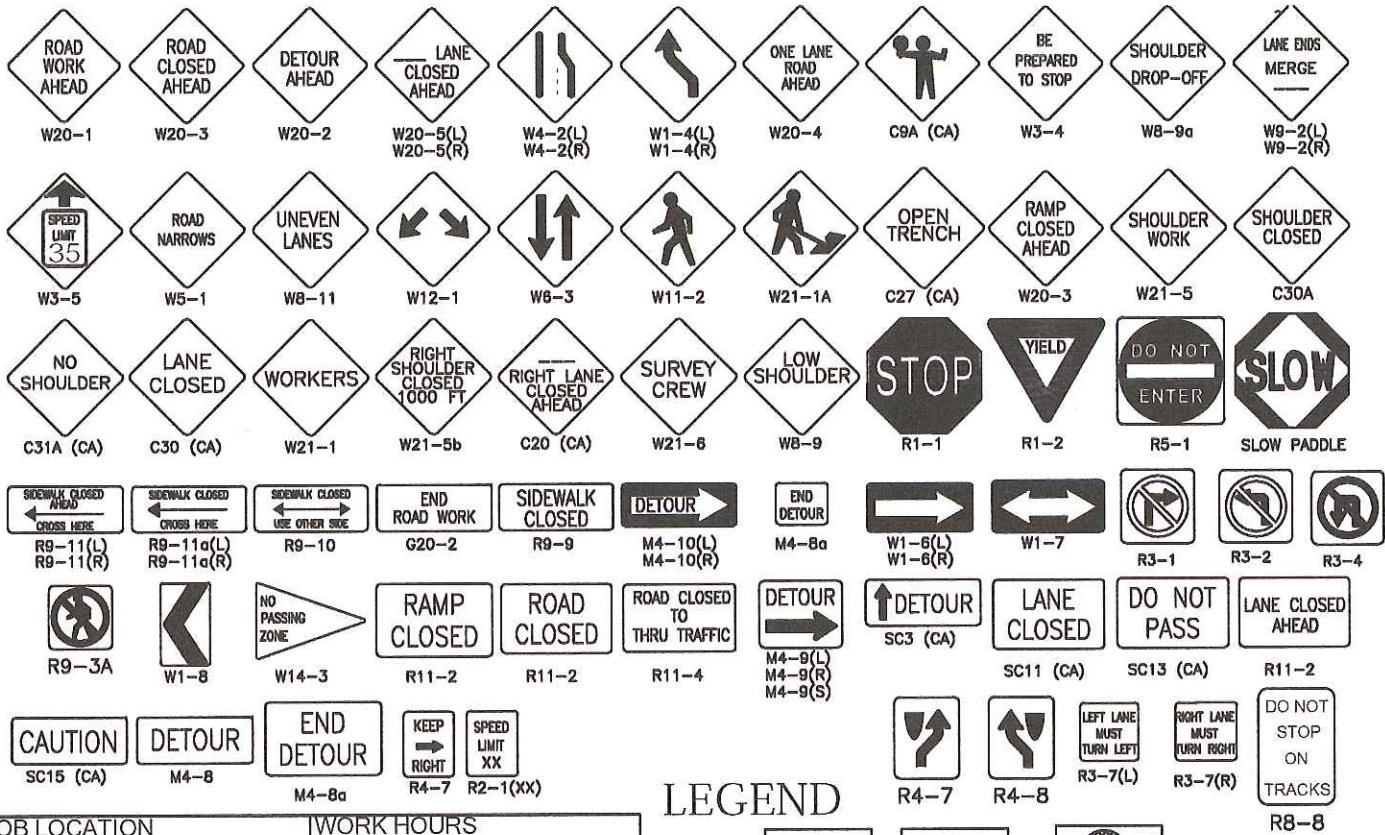 ROAD
WORK
AHEAD
W20-1
ROAD
CLOSED
AHEAD
W20-3
DETOUR
AHEAD
W20-2
___ LANE
CLOSED
AHEAD
W20-5(L)
W20-5(R)
W4-2(L)
W4-2(R)
W1-4(L)
W1-4(R)
ONE LANE
ROAD
AHEAD
W20-4
C9A (CA)
BE
PREPARED
TO STOP
W3-4
SHOULDER
DROP-OFF
W8-9a
LANE ENDS
MERGE
W9-2(L)
W9-2(R)
SPEED
LIMIT
35
W3-5
ROAD
NARROWS
W5-1
UNEVEN
LANES
W8-11
W12-1
W6-3
W11-2
W21-1A
OPEN
TRENCH
C27 (CA)
RAMP
CLOSED
AHEAD
W20-3
SHOULDER
WORK
W21-5
SHOULDER
CLOSED
C30A
NO
SHOULDER
C31A (CA)
LANE
CLOSED
C30 (CA)
WORKERS
W21-1
RIGHT
SHOULDER
CLOSED
1000 FT
W21-5b
___
RIGHT LANE
CLOSED
AHEAD
C20 (CA)
SURVEY
CREW
W21-6
LOW
SHOULDER
W8-9
STOP
R1-1
YIELD
R1-2
DO NOT
ENTER
R5-1
SLOW
SLOW PADDLE
SIDEWALK CLOSED
AHEAD
CROSS HERE
R9-11(L)
R9-11(R)
SIDEWALK CLOSED
CROSS HERE
R9-11a(L)
R9-11a(R)
SIDEWALK CLOSED
USE OTHER SIDE
R9-10
END
ROAD WORK
G20-2
SIDEWALK
CLOSED
R9-9
DETOUR
M4-10(L)
M4-10(R)
END
DETOUR
M4-8a
W1-6(L)
W1-6(R)
W1-7
R3-1
R3-2
R3-4
R9-3A
W1-8
NO
PASSING
ZONE
W14-3
RAMP
CLOSED
R11-2
ROAD
CLOSED
R11-2
ROAD CLOSED
TO
THRU TRAFFIC
R11-4
DETOUR
M4-9(L)
M4-9(R)
M4-9(S)
DETOUR
SC3 (CA)
LANE
CLOSED
SC11 (CA)
DO NOT
PASS
SC13 (CA)
LANE CLOSED
AHEAD
R11-2
CAUTION
SC15 (CA)
DETOUR
M4-8
END
DETOUR
M4-8a
KEEP
RIGHT
R4-7
SPEED
LIMIT
XX
R2-1(XX)
R4-7
R4-8
LEFT LANE
MUST
TURN LEFT
R3-7(L)
RIGHT LANE
MUST
TURN RIGHT
R3-7(R)
DO NOT
STOP
ON
TRACKS
R8-8
LEGEND
OB LOCATION
WORK HOURS